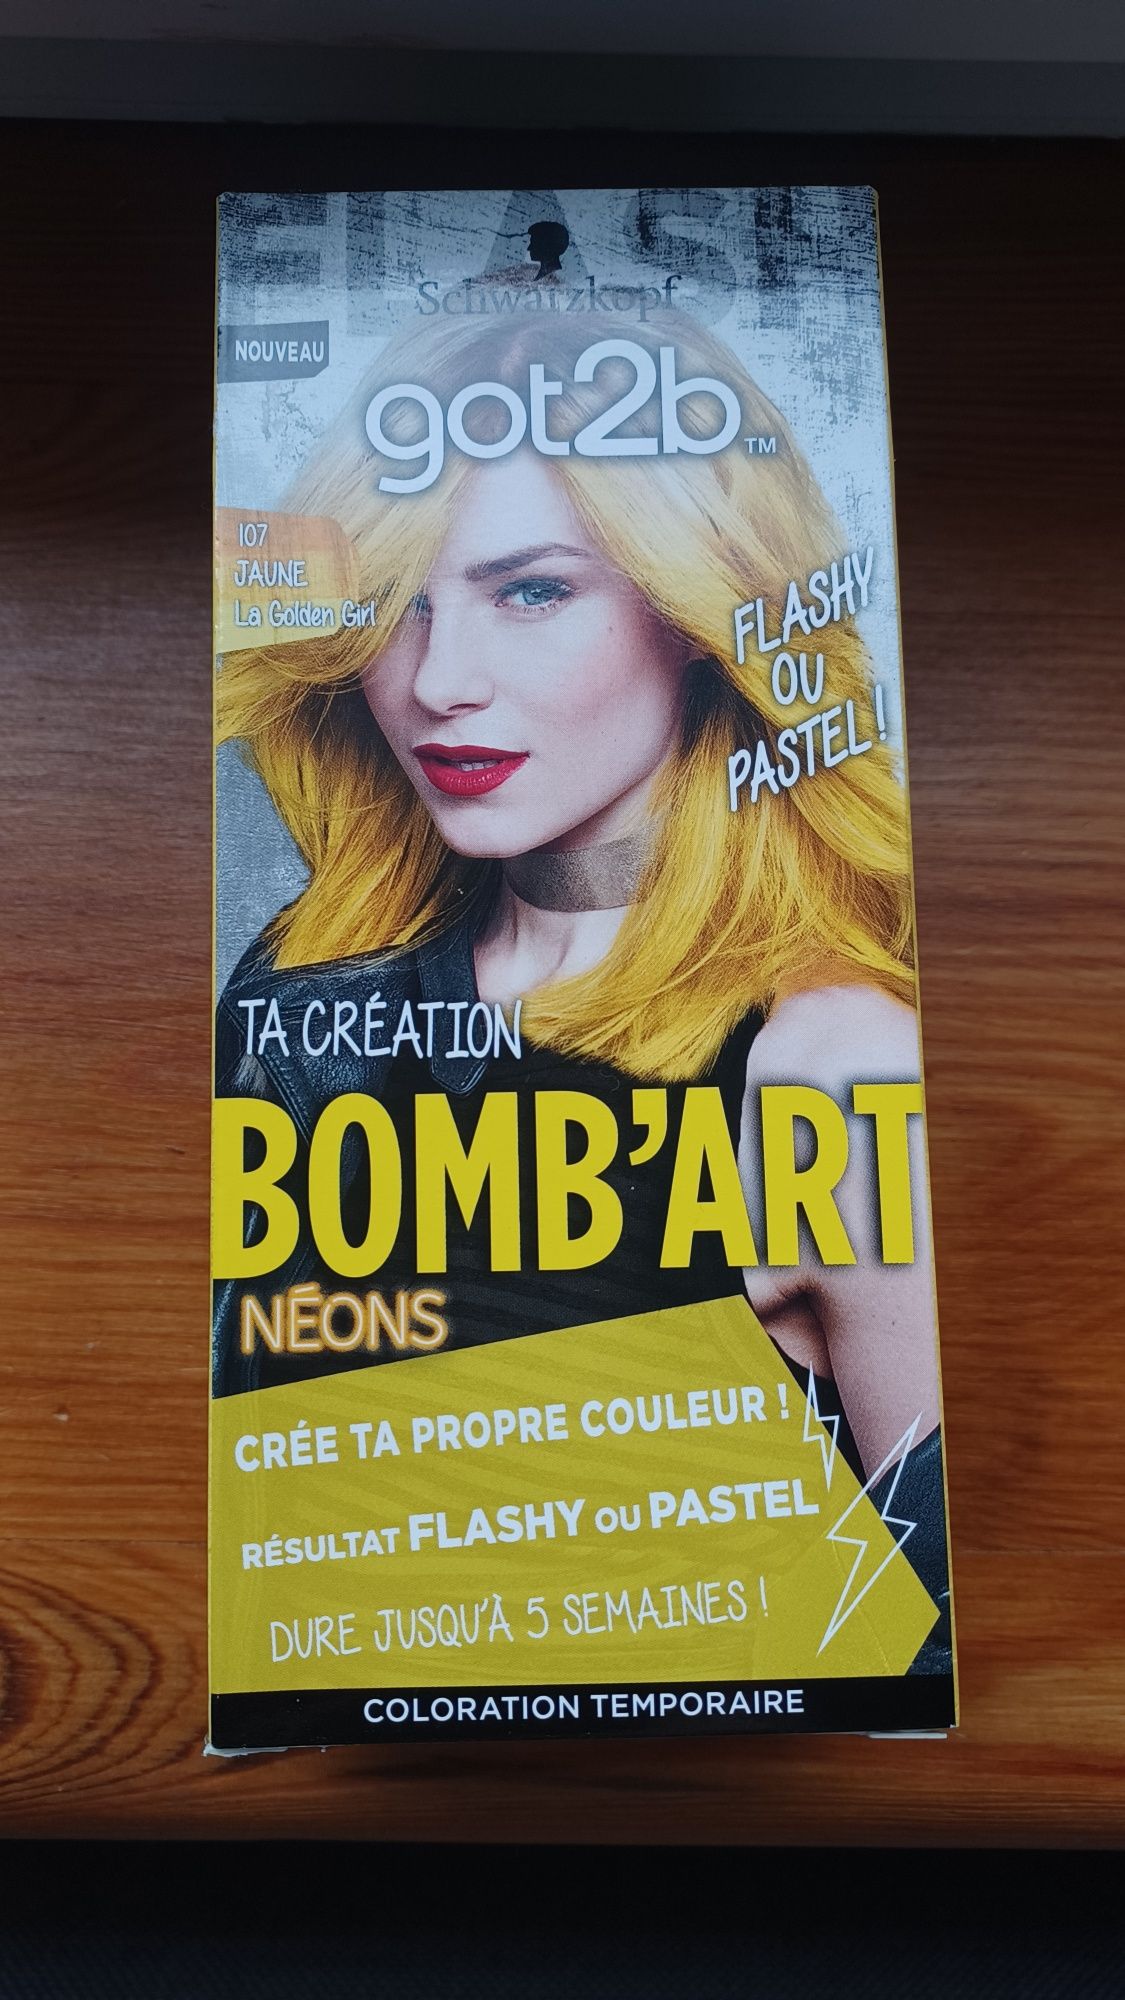 FLASH
Schwarzkopf
NOUVEAU
got2b™
107
JAUNE
La Golden Girl
FLASHY
OU
PASTEL !
TA CRÉATION
BOMB'ART
NÉONS
CRÉE TA PROPRE COULEUR !
RÉSULTAT FLASHY OU PASTEL
DURE JUSQU'À 5 SEMAINES !
COLORATION TEMPORAIRE